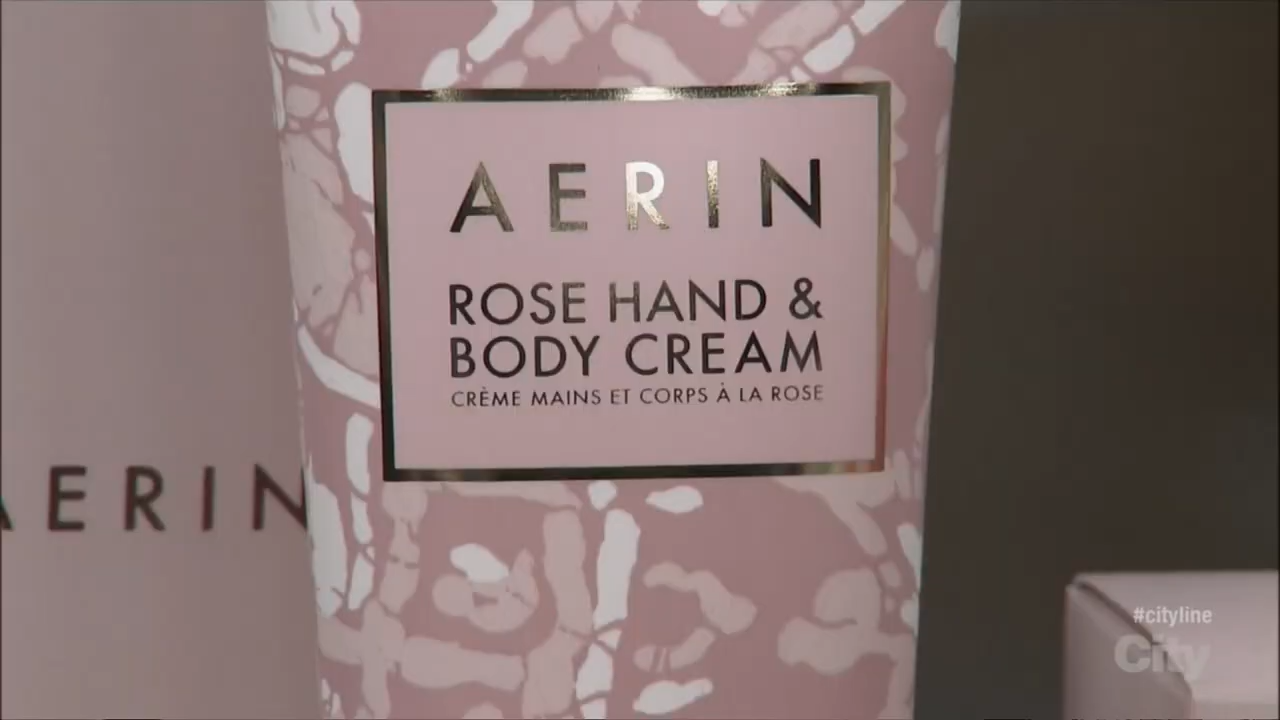 AERIN
ROSE HAND &
BODY CREAM
CRÈME MAINS ET CORPS À LA ROSE
AERIN
#cityline
City